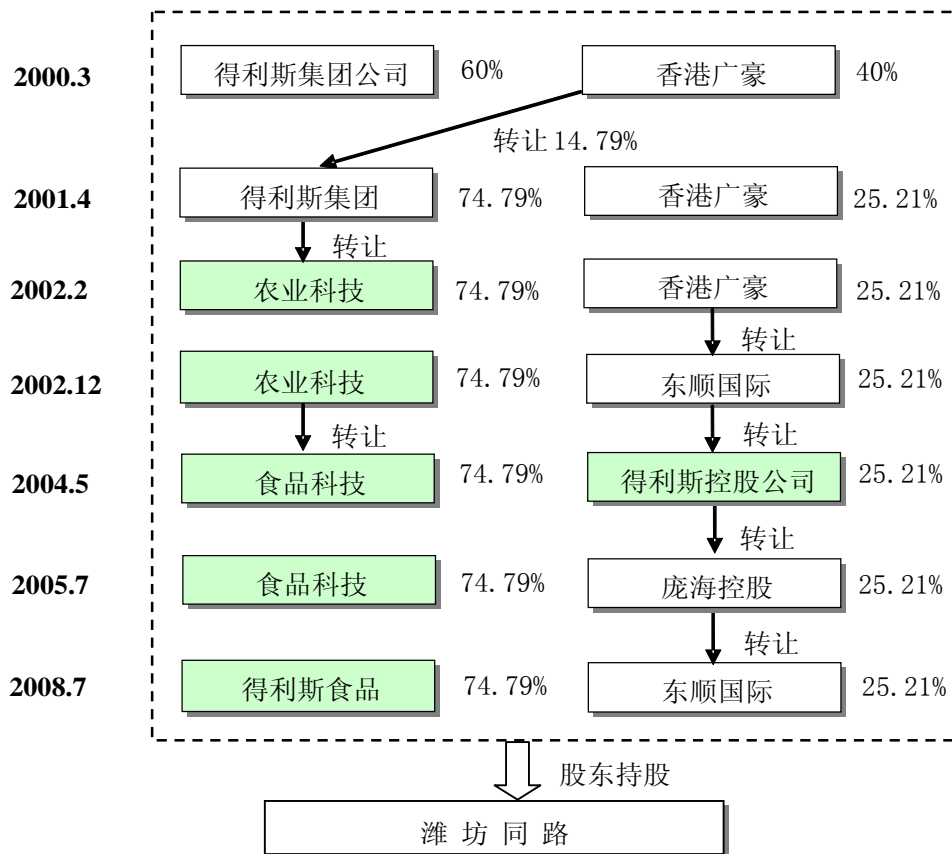 2000.3 得利斯集团公司 60% 香港广豪 40%
转让 14.79%
2001.4 得利斯集团 74.79% 香港广豪 25.21%
转让
2002.2 农业科技 74.79% 香港广豪 25.21%
转让
2002.12 农业科技 74.79% 东顺国际 25.21%
转让 转让
2004.5 食品科技 74.79% 得利斯控股公司 25.21%
转让
2005.7 食品科技 74.79% 庞海控股 25.21%
转让
2008.7 得利斯食品 74.79% 东顺国际 25.21%
股东持股
潍坊同路